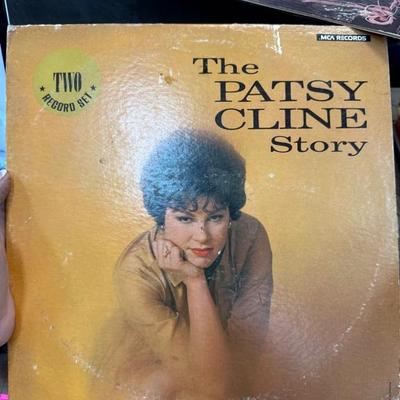 MCA RECORDS
TWO
RECORD SET
The
PATSY
CLINE
Story